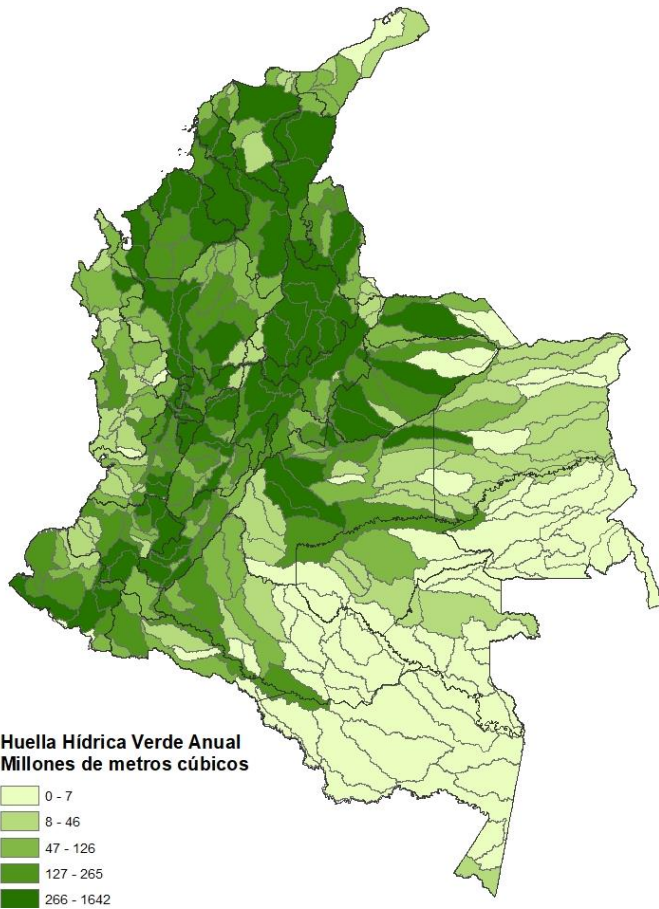 Huella Hídrica Verde Anual
Millones de metros cúbicos
0 - 7
8 - 46
47 - 126
127 - 265
266 - 1642